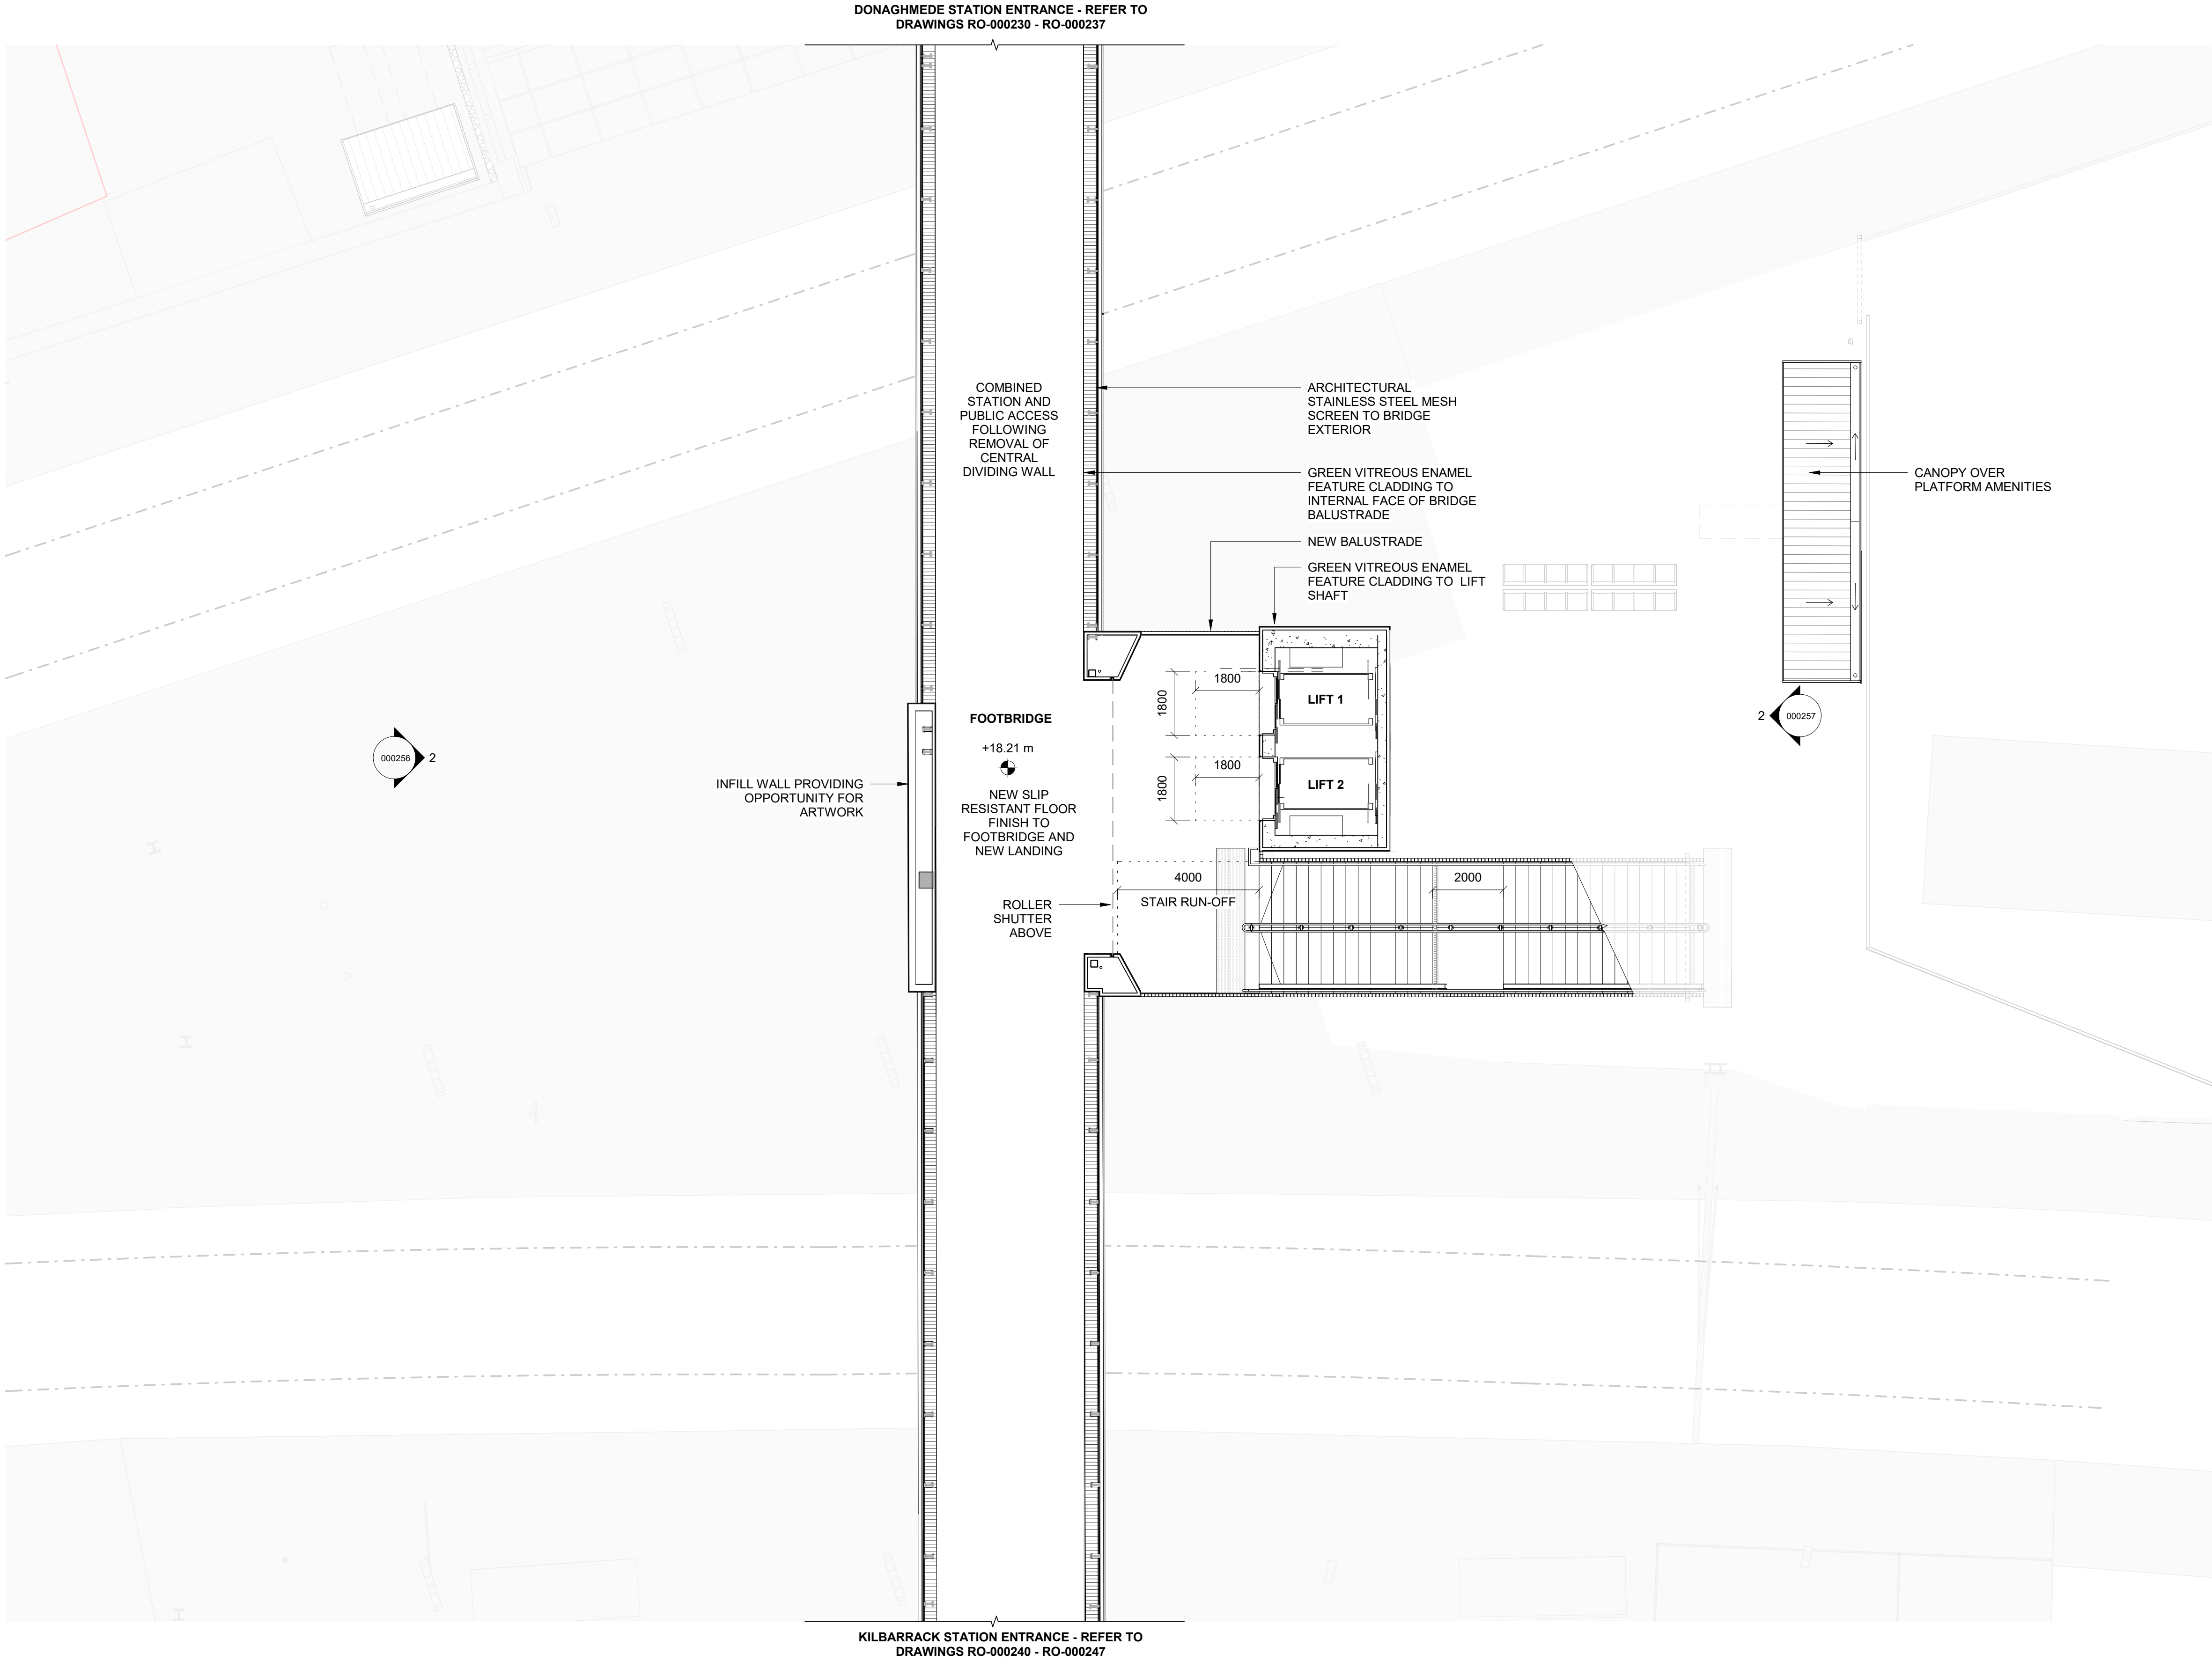 DONAGHMEDE STATION ENTRANCE - REFER TO
DRAWINGS RO-000230 - RO-000237
COMBINED
STATION AND
PUBLIC ACCESS
FOLLOWING
REMOVAL OF
CENTRAL
DIVIDING WALL
ARCHITECTURAL
STAINLESS STEEL MESH
SCREEN TO BRIDGE
EXTERIOR
GREEN VITREOUS ENAMEL
FEATURE CLADDING TO
INTERNAL FACE OF BRIDGE
BALUSTRADE
CANOPY OVER
PLATFORM AMENITIES
NEW BALUSTRADE
GREEN VITREOUS ENAMEL
FEATURE CLADDING TO LIFT
SHAFT
1800
1800
LIFT 1
1800
1800
LIFT 2
FOOTBRIDGE
+18.21 m
NEW SLIP
RESISTANT FLOOR
FINISH TO
FOOTBRIDGE AND
NEW LANDING
000256
2
2
000257
INFILL WALL PROVIDING
OPPORTUNITY FOR
ARTWORK
ROLLER
SHUTTER
ABOVE
4000
STAIR RUN-OFF
2000
KILBARRACK STATION ENTRANCE - REFER TO
DRAWINGS RO-000240 - RO-000247